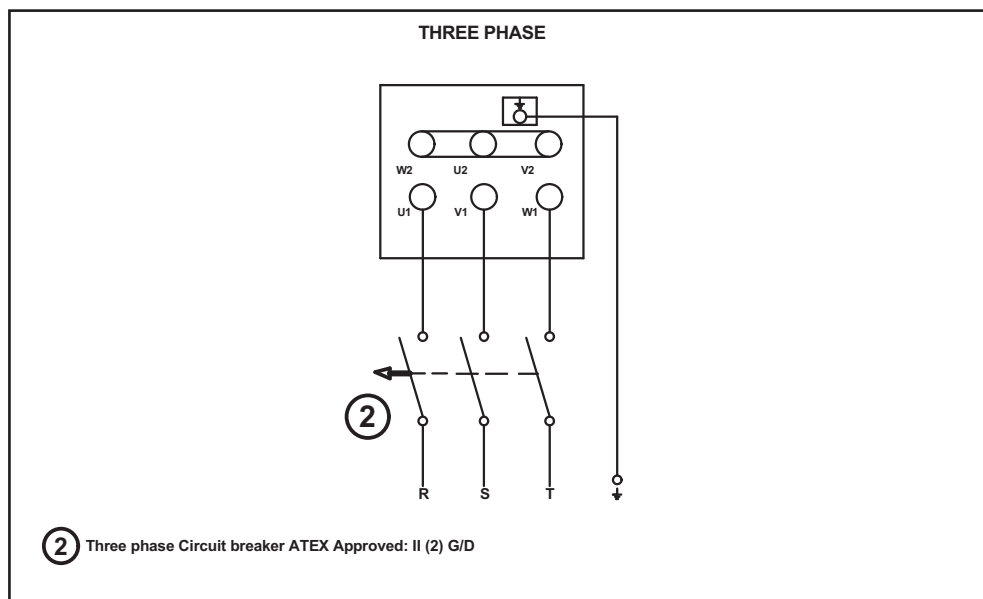 THREE PHASE
W2 U2 V2
U1 V1 W1
2
R S T
2 Three phase Circuit breaker ATEX Approved: II (2) G/D